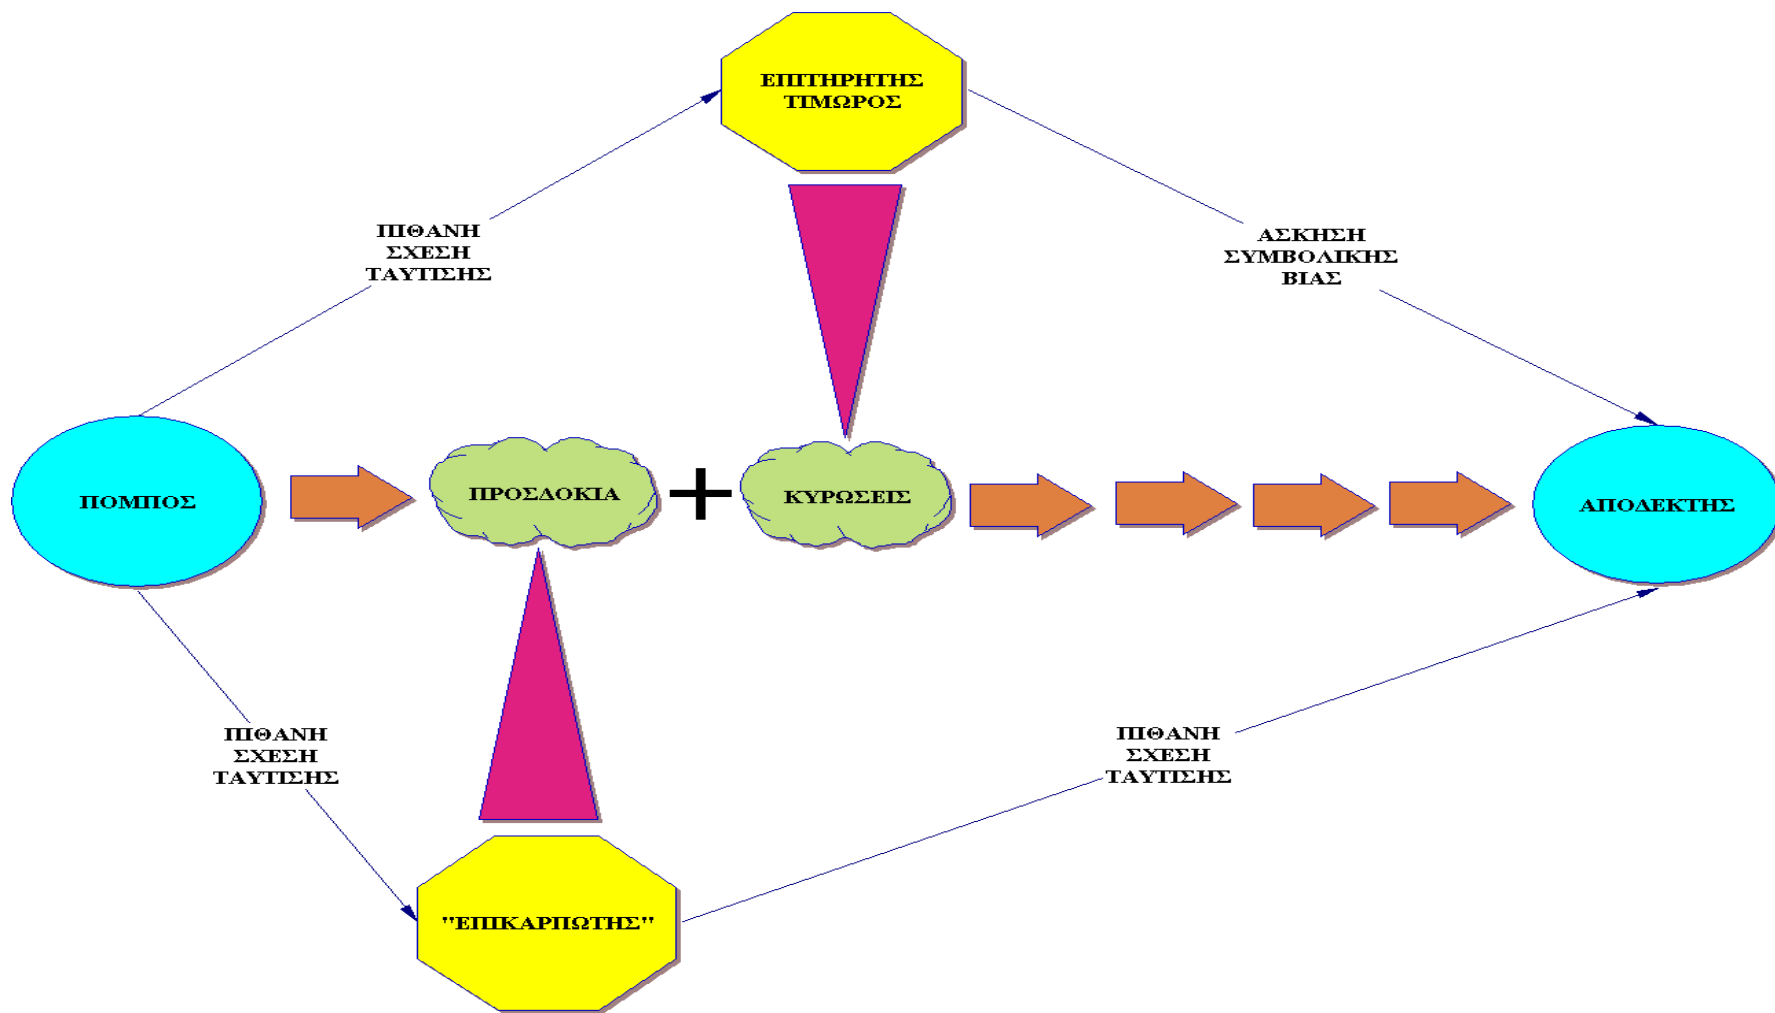 ΕΠΙΤΗΡΗΤΗΣ
ΤΙΜΩΡΟΣ
ΠΙΘΑΝΗ
ΣΧΕΣΗ
ΤΑΥΤΙΣΗΣ
ΑΣΚΗΣΗ
ΣΥΜΒΟΛΙΚΗΣ
ΒΙΑΣ
ΠΟΜΠΟΣ
ΠΡΟΣΔΟΚΙΑ
+
ΚΥΡΩΣΕΙΣ
ΑΠΟΔΕΚΤΗΣ
ΠΙΘΑΝΗ
ΣΧΕΣΗ
ΤΑΥΤΙΣΗΣ
ΠΙΘΑΝΗ
ΣΧΕΣΗ
ΤΑΥΤΙΣΗΣ
"ΕΠΙΚΑΡΠΩΤΗΣ"